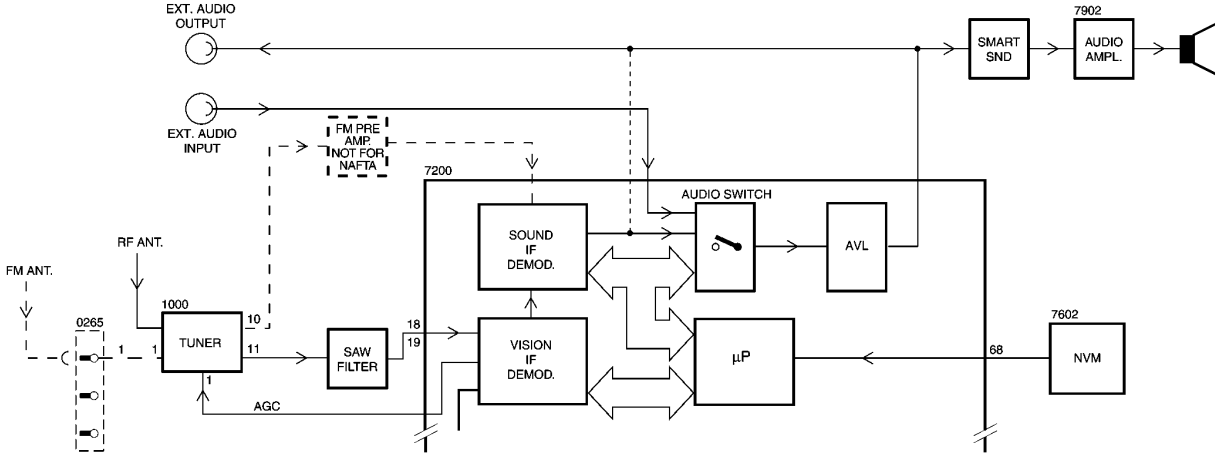 EXT. AUDIO
OUTPUT
7902
SMART
SND
AUDIO
AMPL.
EXT. AUDIO
INPUT
FM PRE
AMP.
NOT FOR
NAFTA
7200
AUDIO SWITCH
SOUND
IF
DEMOD.
AVL
RF ANT.
FM ANT.
1000
0265
10
TUNER
1
1
11
1
SAW
FILTER
18
19
VISION
IF
DEMOD.
µP
68
7602
NVM
AGC